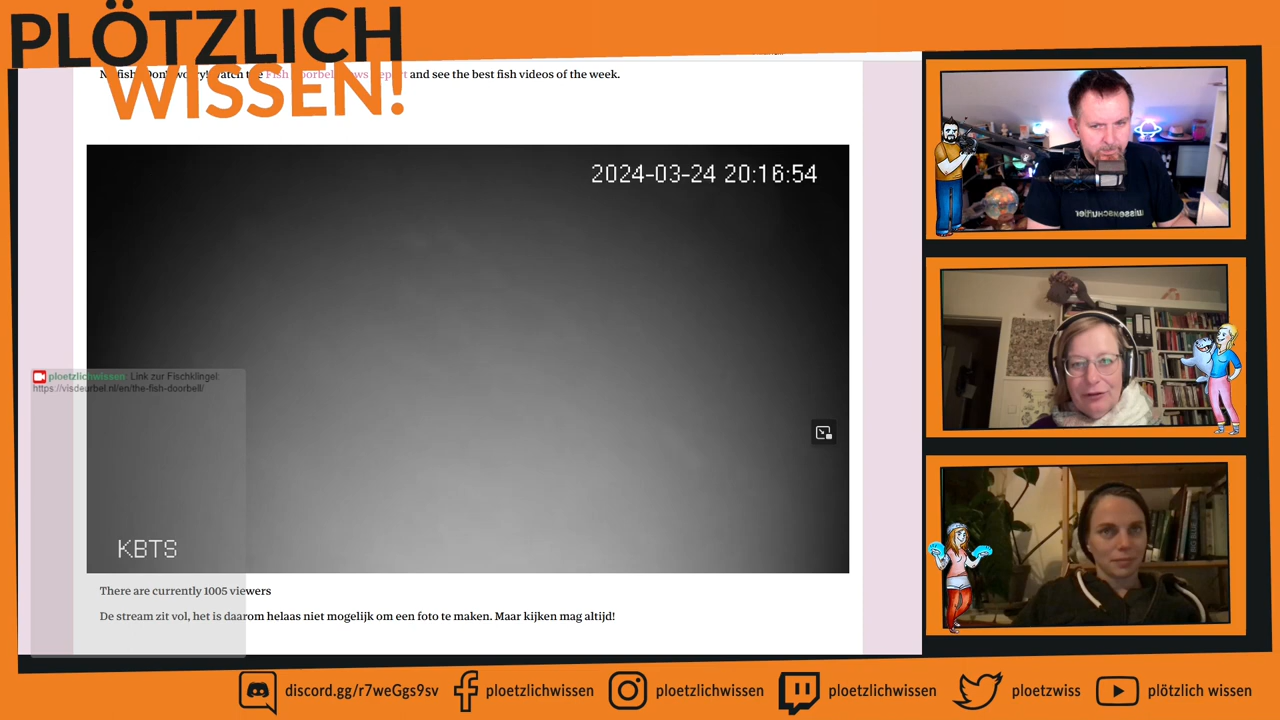 PLÖTZLICH
WISSEN!
and see the best fish videos of the week.
2024-03-24 20:16:54
ploetzlichwissen: Link zur Fischklingel:
https://visdeurbel.nl/en/the-fish-doorbell/
KBTS
There are currently 1005 viewers
De stream zit vol, het is daarom helaas niet mogelijk om een foto te maken. Maar kijken mag altijd!
discord.gg/r7weGgs9sv
ploetzlichwissen
ploetzlichwissen
ploetzlichwissen
ploetzwiss
plötzlich wissen